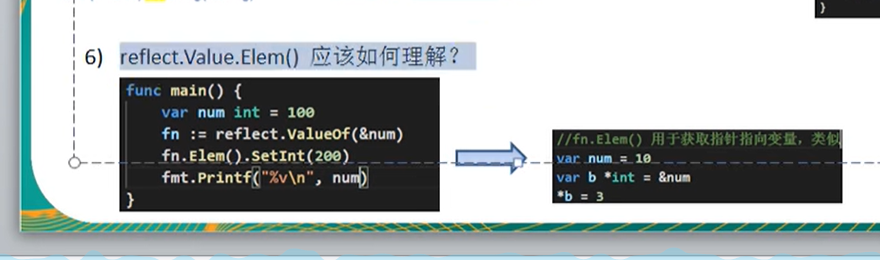 }
6) reflect.Value.Elem() 应该如何理解？
func main() {
var num int = 100
fn := reflect.ValueOf(&num)
fn.Elem().SetInt(200)
fmt.Printf("%v\n", num)
}
//fn.Elem() 用于获取指针指向变量，类似
var num = 10
var b *int = &num
*b = 3